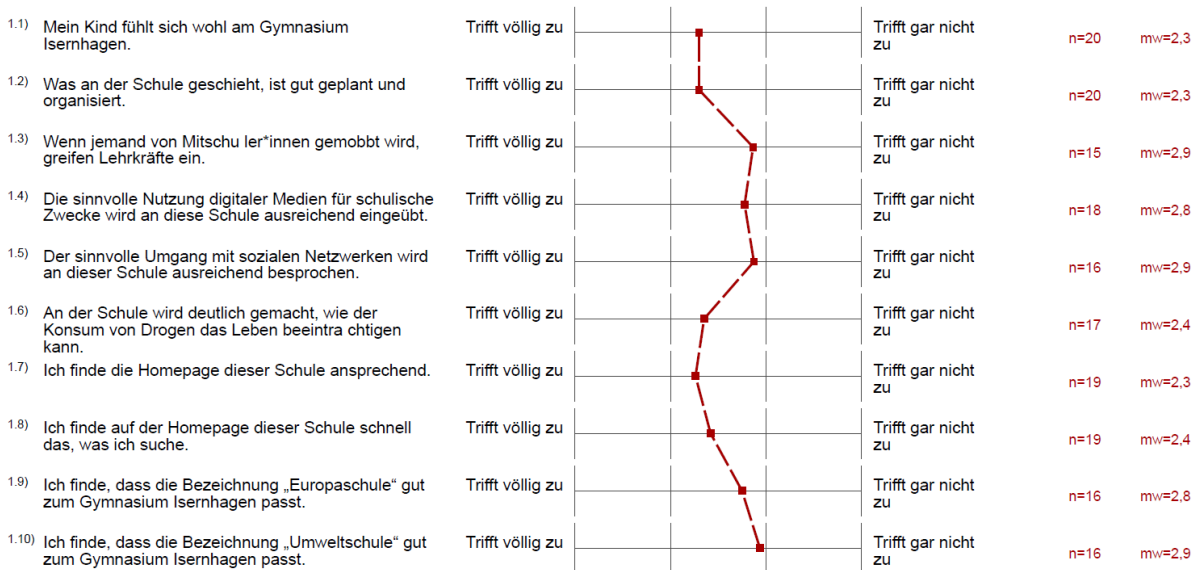 1.1) Mein Kind fühlt sich wohl am Gymnasium Trifft völlig zu Trifft gar nicht
Isernhagen. zu n=20 mw=2,3
1.2) Was an der Schule geschieht, ist gut geplant und Trifft völlig zu Trifft gar nicht
organisiert. zu n=20 mw=2,3
1.3) Wenn jemand von Mitschu ler*innen gemobbt wird, Trifft völlig zu Trifft gar nicht
greifen Lehrkräfte ein. zu n=15 mw=2,9
1.4) Die sinnvolle Nutzung digitaler Medien für schulische Trifft völlig zu Trifft gar nicht
Zwecke wird an diese Schule ausreichend eingeübt. zu n=18 mw=2,8
1.5) Der sinnvolle Umgang mit sozialen Netzwerken wird Trifft völlig zu Trifft gar nicht
an dieser Schule ausreichend besprochen. zu n=16 mw=2,9
1.6) An der Schule wird deutlich gemacht, wie der Trifft völlig zu Trifft gar nicht
Konsum von Drogen das Leben beeintra chtigen zu n=17 mw=2,4
kann.
1.7) Ich finde die Homepage dieser Schule ansprechend. Trifft völlig zu Trifft gar nicht
zu n=19 mw=2,3
1.8) Ich finde auf der Homepage dieser Schule schnell Trifft völlig zu Trifft gar nicht
das, was ich suche. zu n=19 mw=2,4
1.9) Ich finde, dass die Bezeichnung „Europaschule“ gut Trifft völlig zu Trifft gar nicht
zum Gymnasium Isernhagen passt. zu n=16 mw=2,8
1.10) Ich finde, dass die Bezeichnung „Umweltschule“ gut Trifft völlig zu Trifft gar nicht
zum Gymnasium Isernhagen passt. zu n=16 mw=2,9